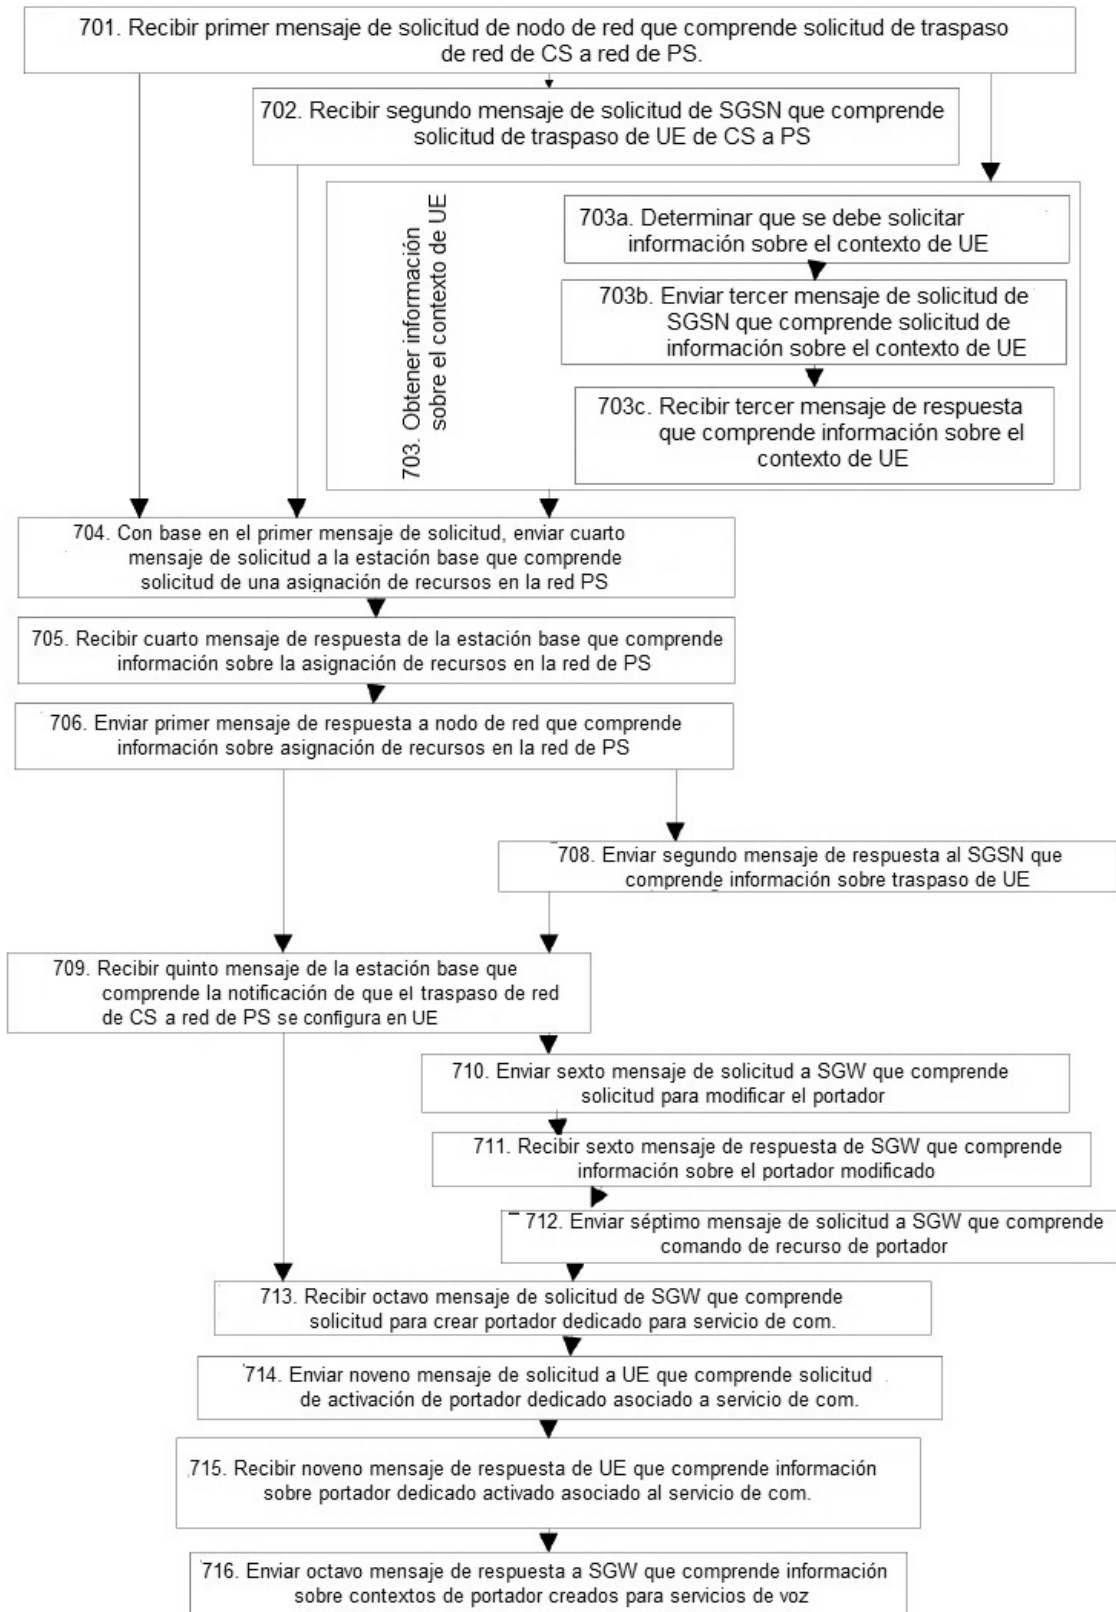 701. Recibir primer mensaje de solicitud de nodo de red que comprende solicitud de traspaso
de red de CS a red de PS.
702. Recibir segundo mensaje de solicitud de SGSN que comprende
solicitud de traspaso de UE de CS a PS
703. Obtener información
sobre el contexto de UE
703a. Determinar que se debe solicitar
información sobre el contexto de UE
703b. Enviar tercer mensaje de solicitud de
SGSN que comprende solicitud de
información sobre el contexto de UE
703c. Recibir tercer mensaje de respuesta
que comprende información sobre el
contexto de UE
704. Con base en el primer mensaje de solicitud, enviar cuarto
mensaje de solicitud a la estación base que comprende
solicitud de una asignación de recursos en la red PS
705. Recibir cuarto mensaje de respuesta de la estación base que comprende
información sobre la asignación de recursos en la red de PS
706. Enviar primer mensaje de respuesta a nodo de red que comprende
información sobre asignación de recursos en la red de PS
708. Enviar segundo mensaje de respuesta al SGSN que
comprende información sobre traspaso de UE
709. Recibir quinto mensaje de la estación base que
comprende la notificación de que el traspaso de red
de CS a red de PS se configura en UE
710. Enviar sexto mensaje de solicitud a SGW que comprende
solicitud para modificar el portador
711. Recibir sexto mensaje de respuesta de SGW que comprende
información sobre el portador modificado
712. Enviar séptimo mensaje de solicitud a SGW que comprende
comando de recurso de portador
713. Recibir octavo mensaje de solicitud de SGW que comprende
solicitud para crear portador dedicado para servicio de com.
714. Enviar noveno mensaje de solicitud a UE que comprende solicitud
de activación de portador dedicado asociado a servicio de com.
715. Recibir noveno mensaje de respuesta de UE que comprende información
sobre portador dedicado activado asociado al servicio de com.
716. Enviar octavo mensaje de respuesta a SGW que comprende información
sobre contextos de portador creados para servicios de voz